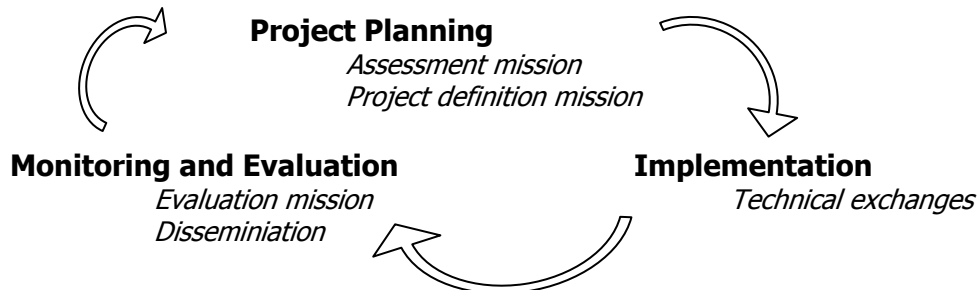 Project Planning
Assessment mission
Project definition mission
Monitoring and Evaluation
Evaluation mission
Disseminiation
Implementation
Technical exchanges